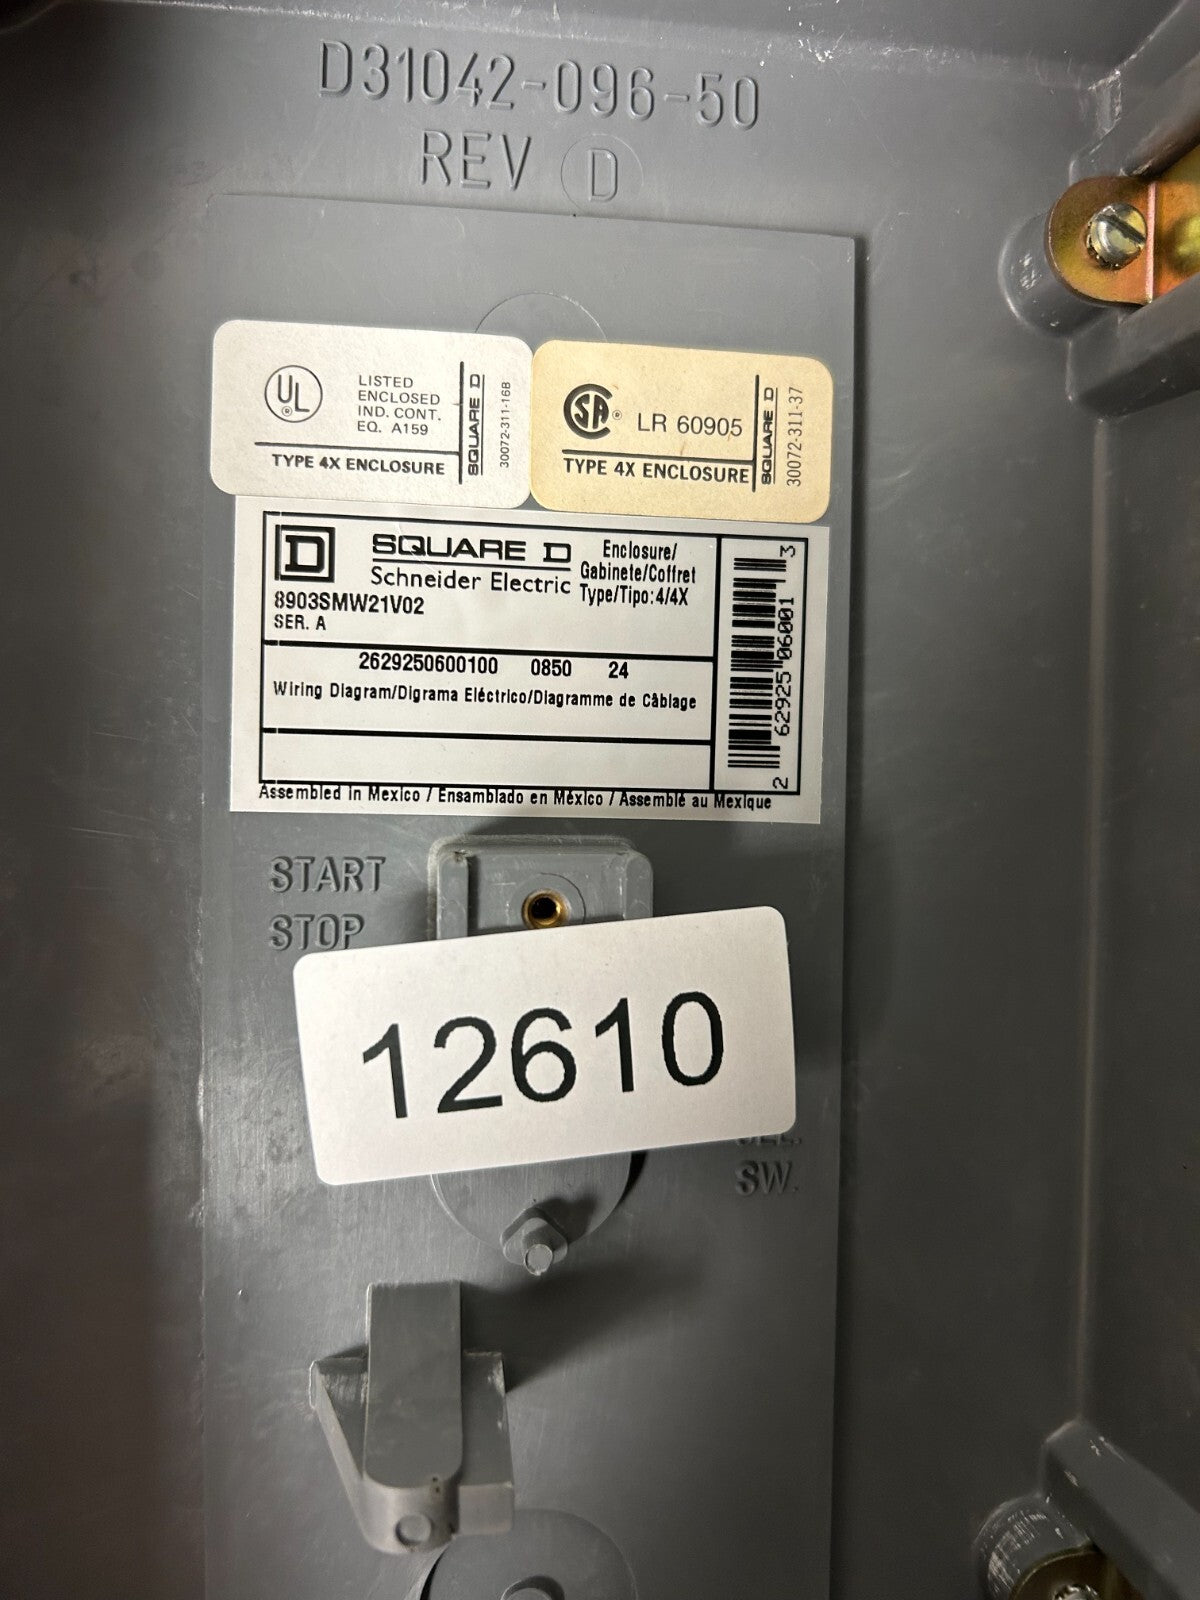 D31042-096-50
REV D
UL
®
LISTED
ENCLOSED
IND. CONT.
EQ. A159
TYPE 4X ENCLOSURE
SQUARE D
30072-311-16B
SA ®
LR 60905
TYPE 4X ENCLOSURE
SQUARE D
30072-311-37
D
SQUARE D
Schneider Electric
Enclosure/
Gabinete/Coffret
Type/Tipo:4/4X
8903SMW21V02
SER. A
2629250600100 0850 24
Wiring Diagram/Digrama Eléctrico/Diagramme de Câblage
2 62925 06001 3
Assembled in Mexico / Ensamblado en México / Assemblé au Mexique
START
STOP
12610
SW.